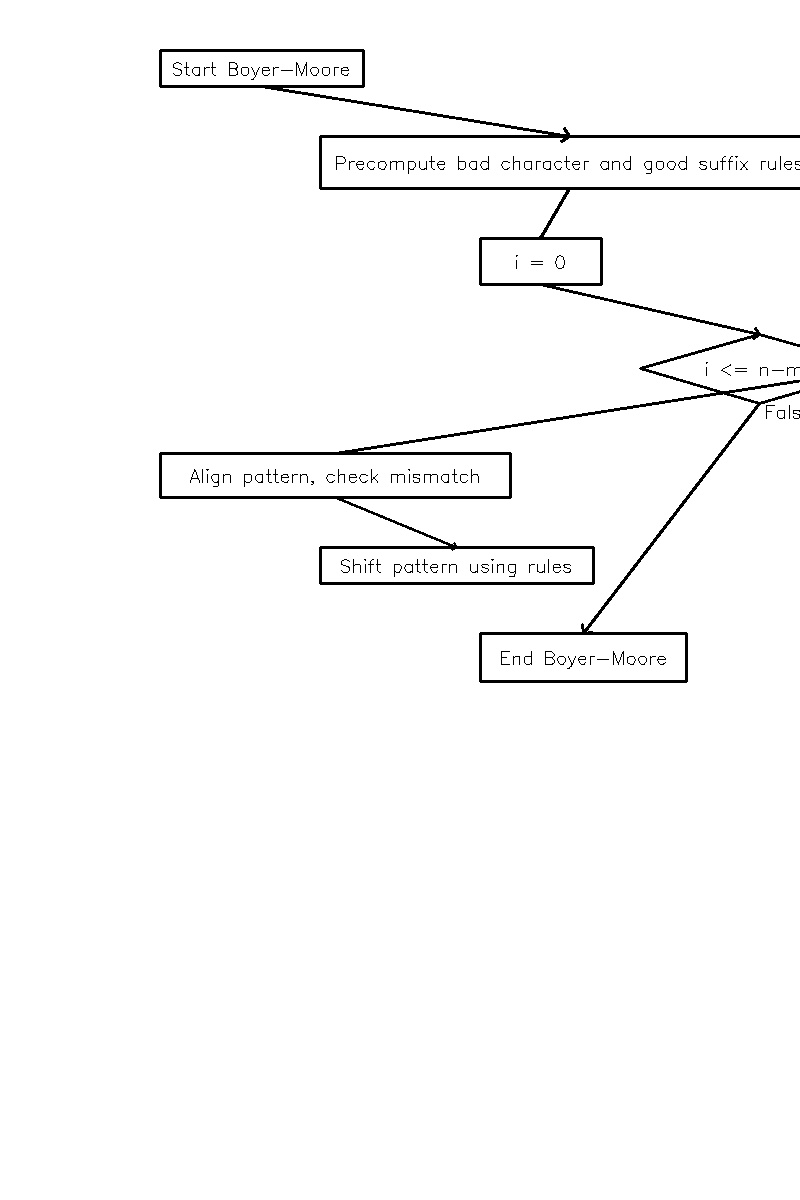 Start Boyer-Moore
Precompute bad character and good suffix rules
i = 0
i <= n-m
Fals
Align pattern, check mismatch
Shift pattern using rules
End Boyer-Moore